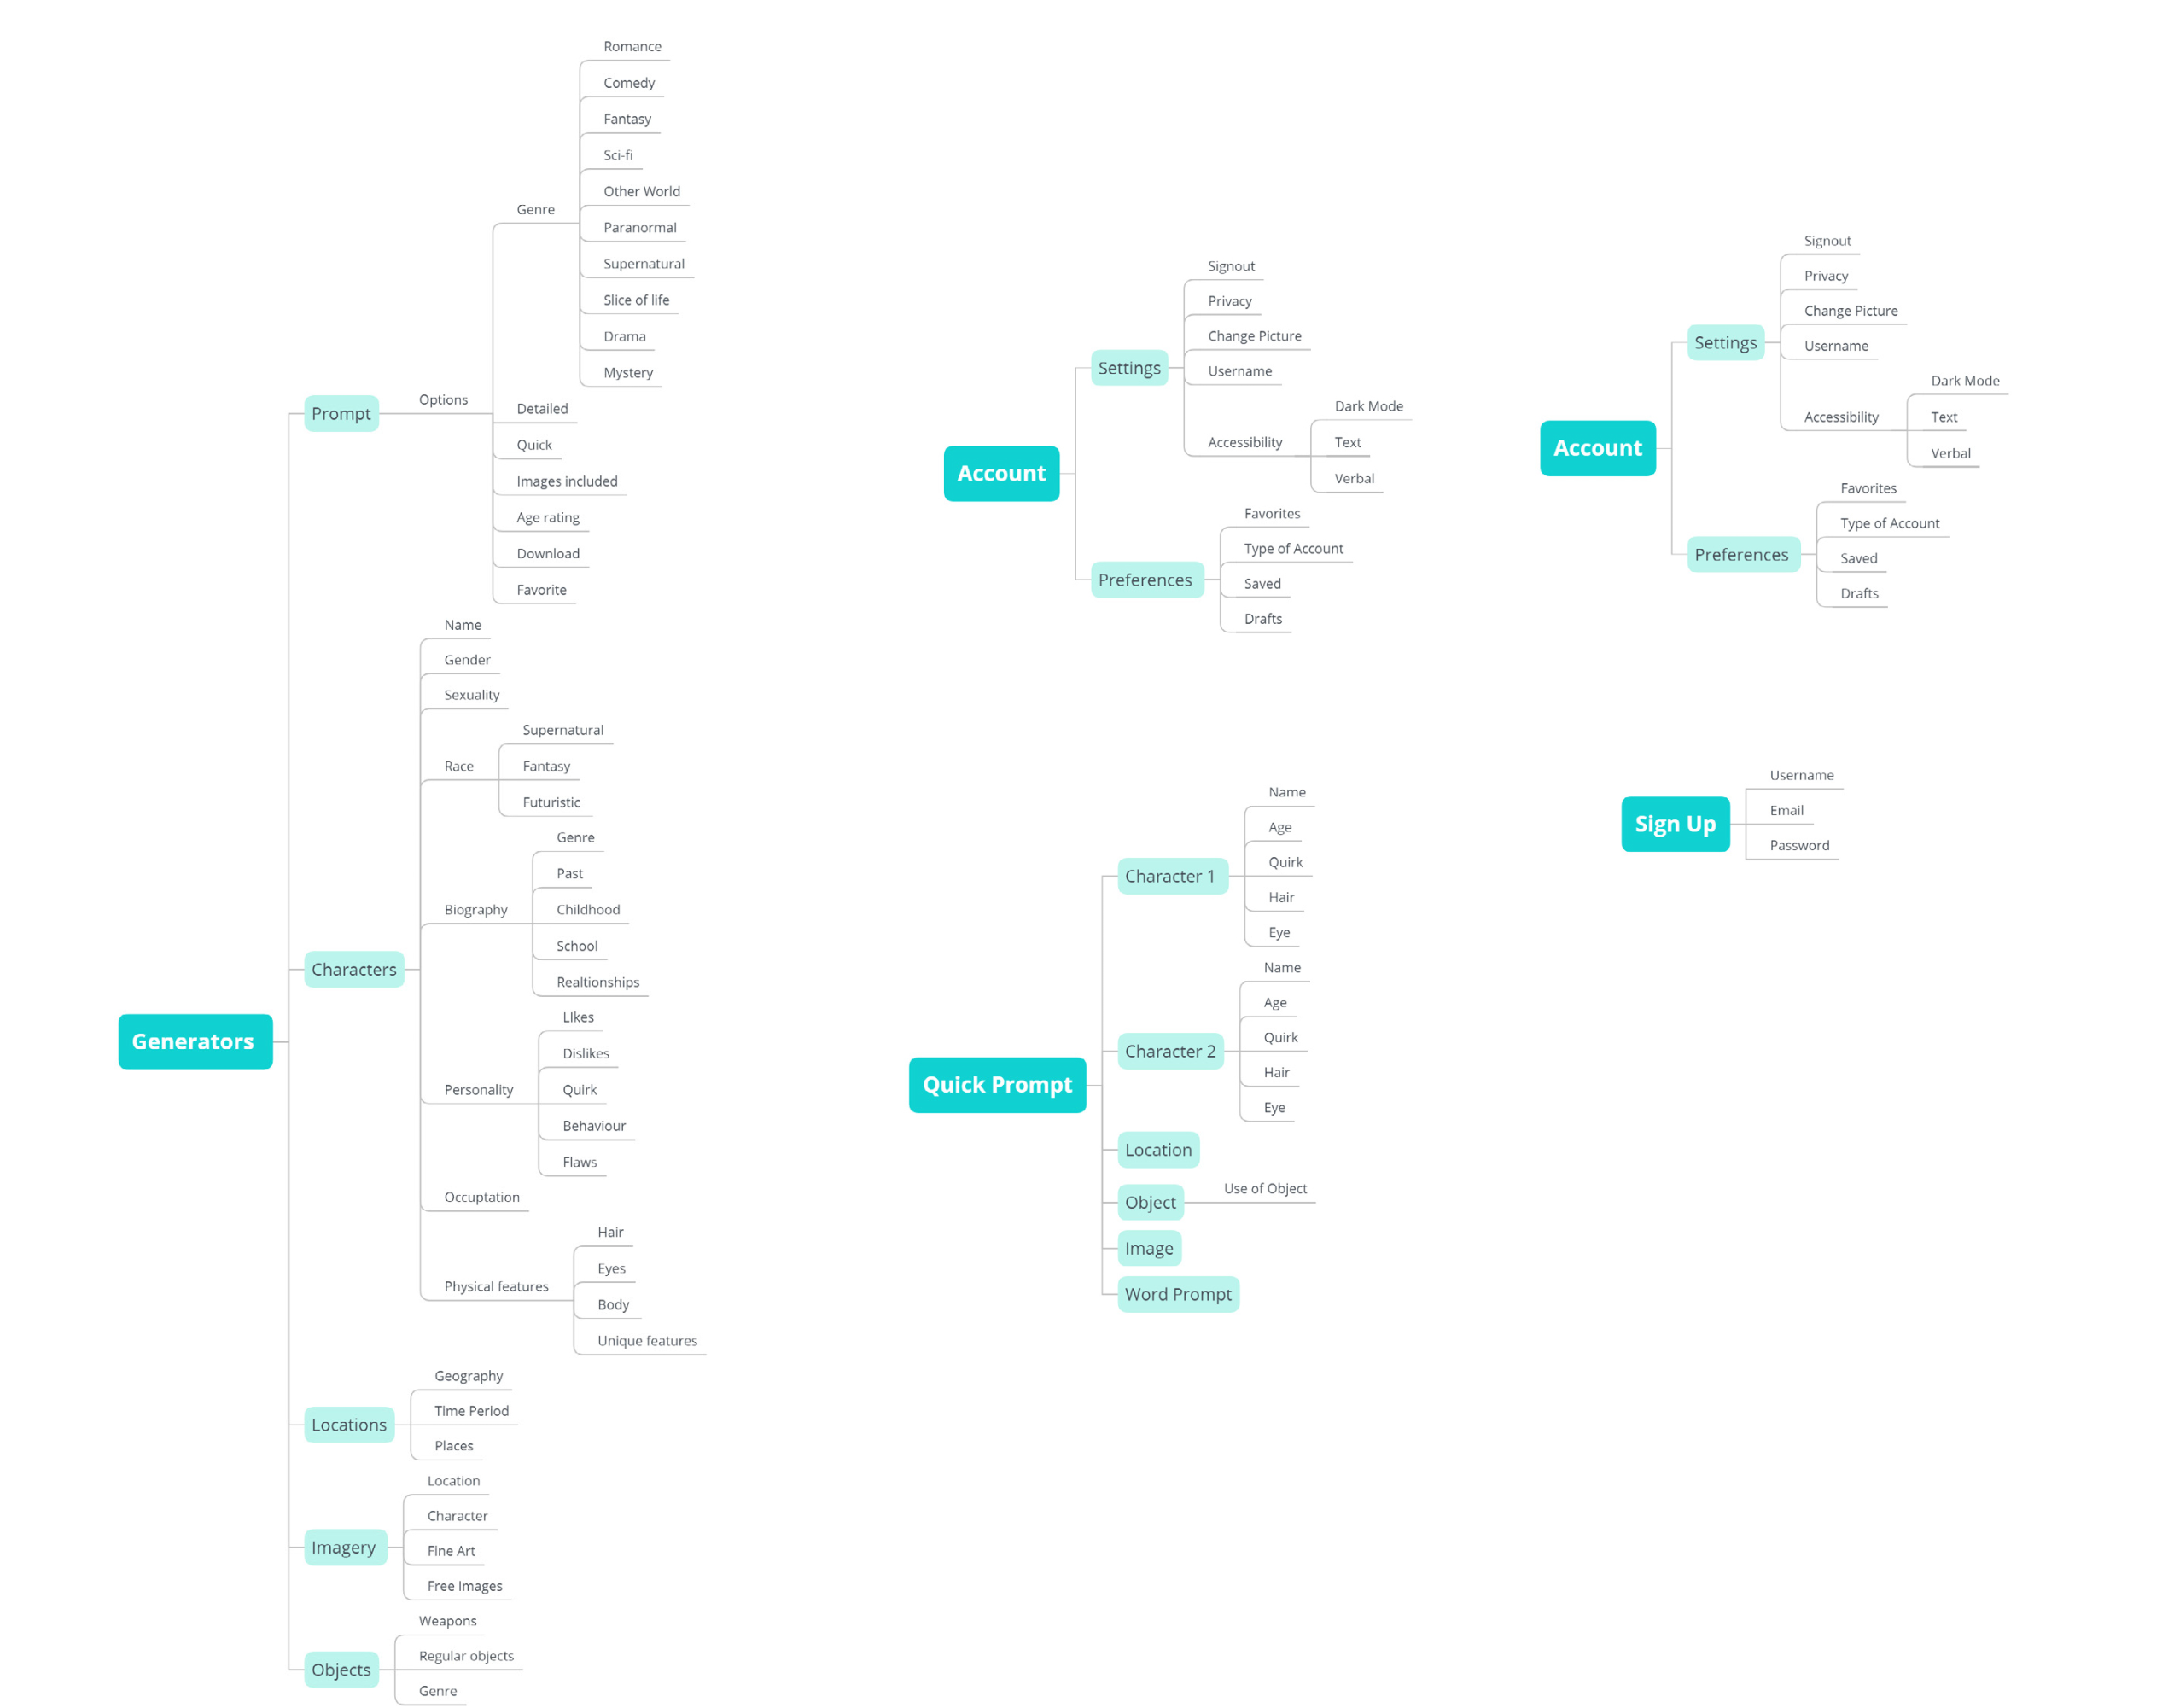 Generators
Prompt
Options
Genre
Romance
Comedy
Fantasy
Sci-fi
Other World
Paranormal
Supernatural
Slice of life
Drama
Mystery
Detailed
Quick
Images included
Age rating
Download
Favorite
Characters
Name
Gender
Sexuality
Race
Supernatural
Fantasy
Futuristic
Biography
Genre
Past
Childhood
School
Realtionships
Personality
LIkes
Dislikes
Quirk
Behaviour
Flaws
Occuptation
Physical features
Hair
Eyes
Body
Unique features
Locations
Geography
Time Period
Places
Imagery
Location
Character
Fine Art
Free Images
Objects
Weapons
Regular objects
Genre
Account
Settings
Signout
Privacy
Change Picture
Username
Accessibility
Dark Mode
Text
Verbal
Preferences
Favorites
Type of Account
Saved
Drafts
Quick Prompt
Character 1
Name
Age
Quirk
Hair
Eye
Character 2
Name
Age
Quirk
Hair
Eye
Location
Object
Use of Object
Image
Word Prompt
Account
Settings
Signout
Privacy
Change Picture
Username
Accessibility
Dark Mode
Text
Verbal
Preferences
Favorites
Type of Account
Saved
Drafts
Sign Up
Username
Email
Password